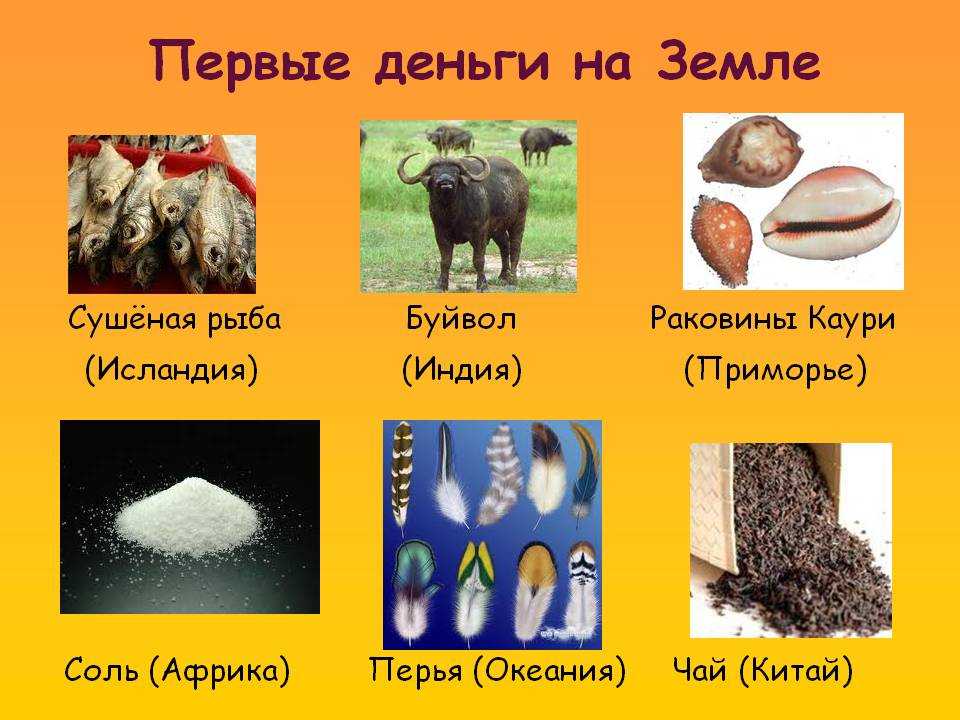 Первые деньги на Земле
Сушёная рыба
(Исландия)
Буйвол
(Индия)
Раковины Каури
(Приморье)
Соль (Африка)
Перья (Океания)
Чай (Китай)